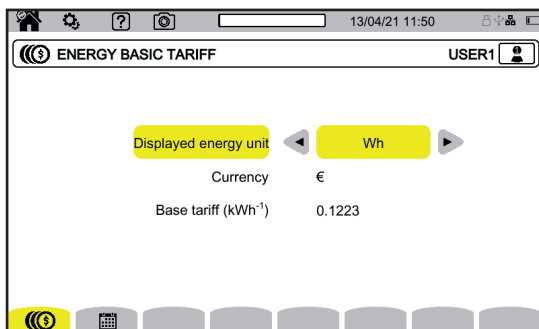 13/04/21 11:50
ENERGY BASIC TARIFF USER1
Displayed energy unit Wh
Currency €
Base tariff (kWh⁻¹) 0.1223